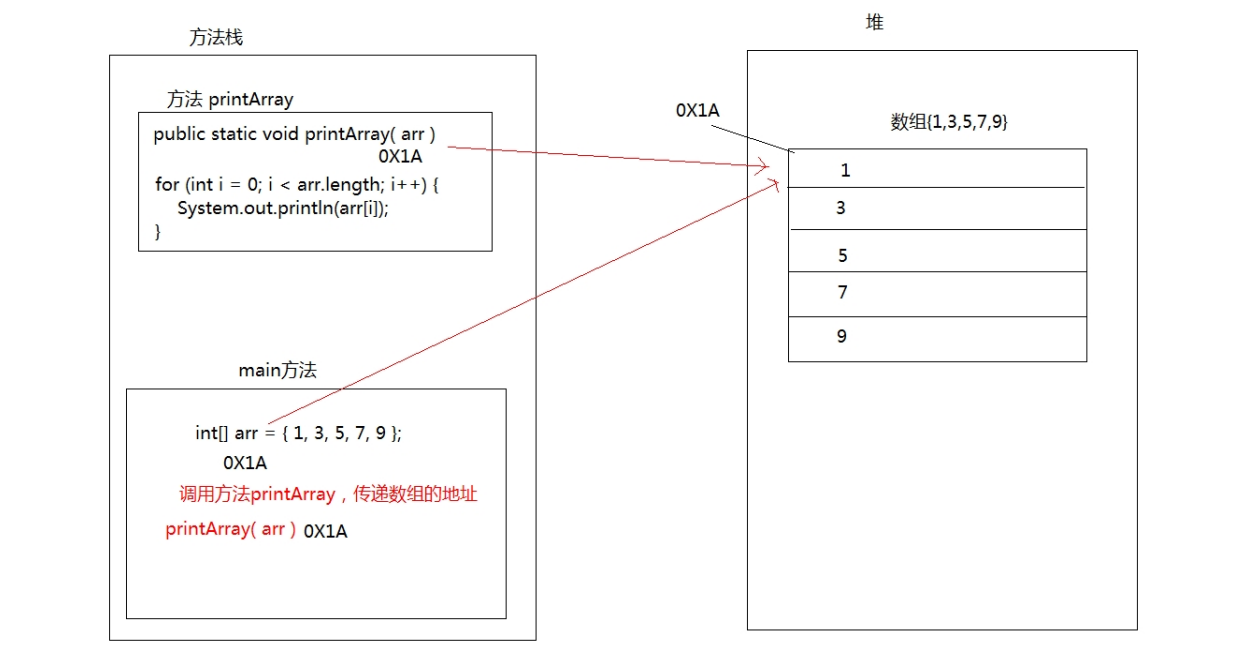 方法栈
方法 printArray
public static void printArray( arr )
0X1A
for (int i = 0; i < arr.length; i++) {
System.out.println(arr[i]);
}
main方法
int[] arr = { 1, 3, 5, 7, 9 };
0X1A
调用方法printArray，传递数组的地址
printArray( arr ) 0X1A
堆
0X1A
数组{1,3,5,7,9}
1
3
5
7
9